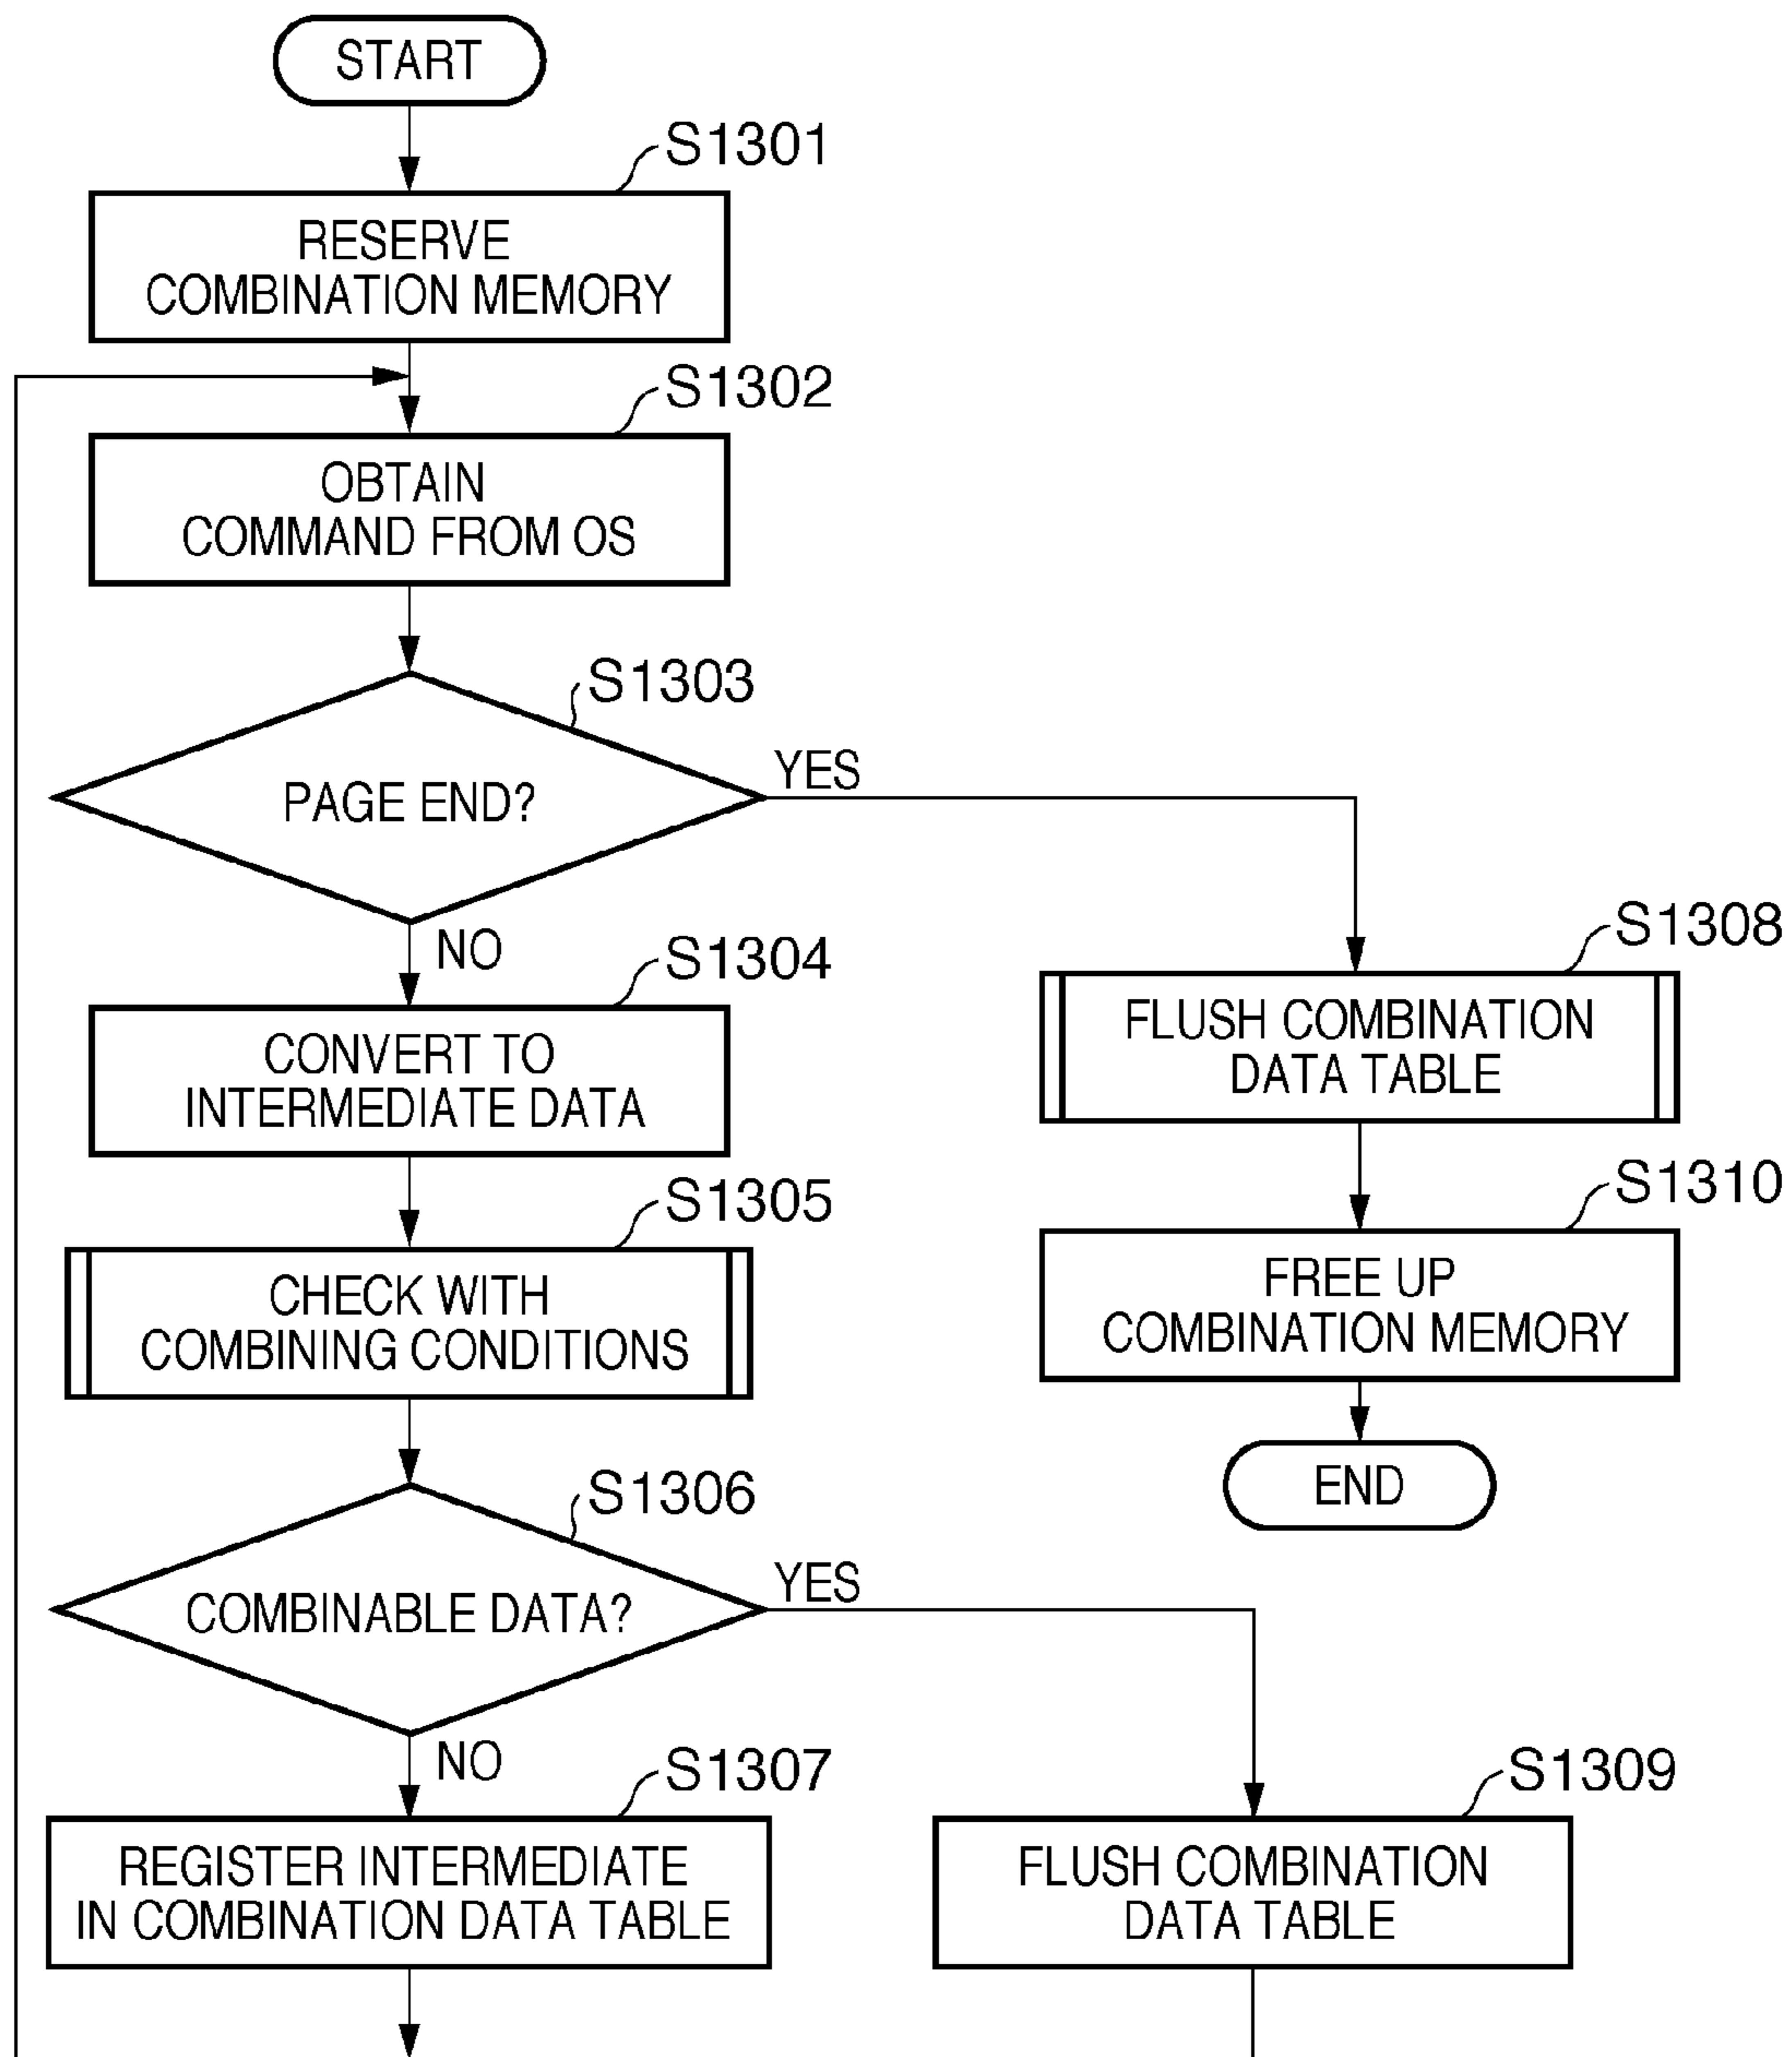 START
S1301
RESERVE
COMBINATION MEMORY
S1302
OBTAIN
COMMAND FROM OS
S1303
PAGE END?
YES
NO
S1304
CONVERT TO
INTERMEDIATE DATA
S1305
CHECK WITH
COMBINING CONDITIONS
S1306
COMBINABLE DATA?
YES
NO
S1307
REGISTER INTERMEDIATE
IN COMBINATION DATA TABLE
S1308
FLUSH COMBINATION
DATA TABLE
S1310
FREE UP
COMBINATION MEMORY
END
S1309
FLUSH COMBINATION
DATA TABLE